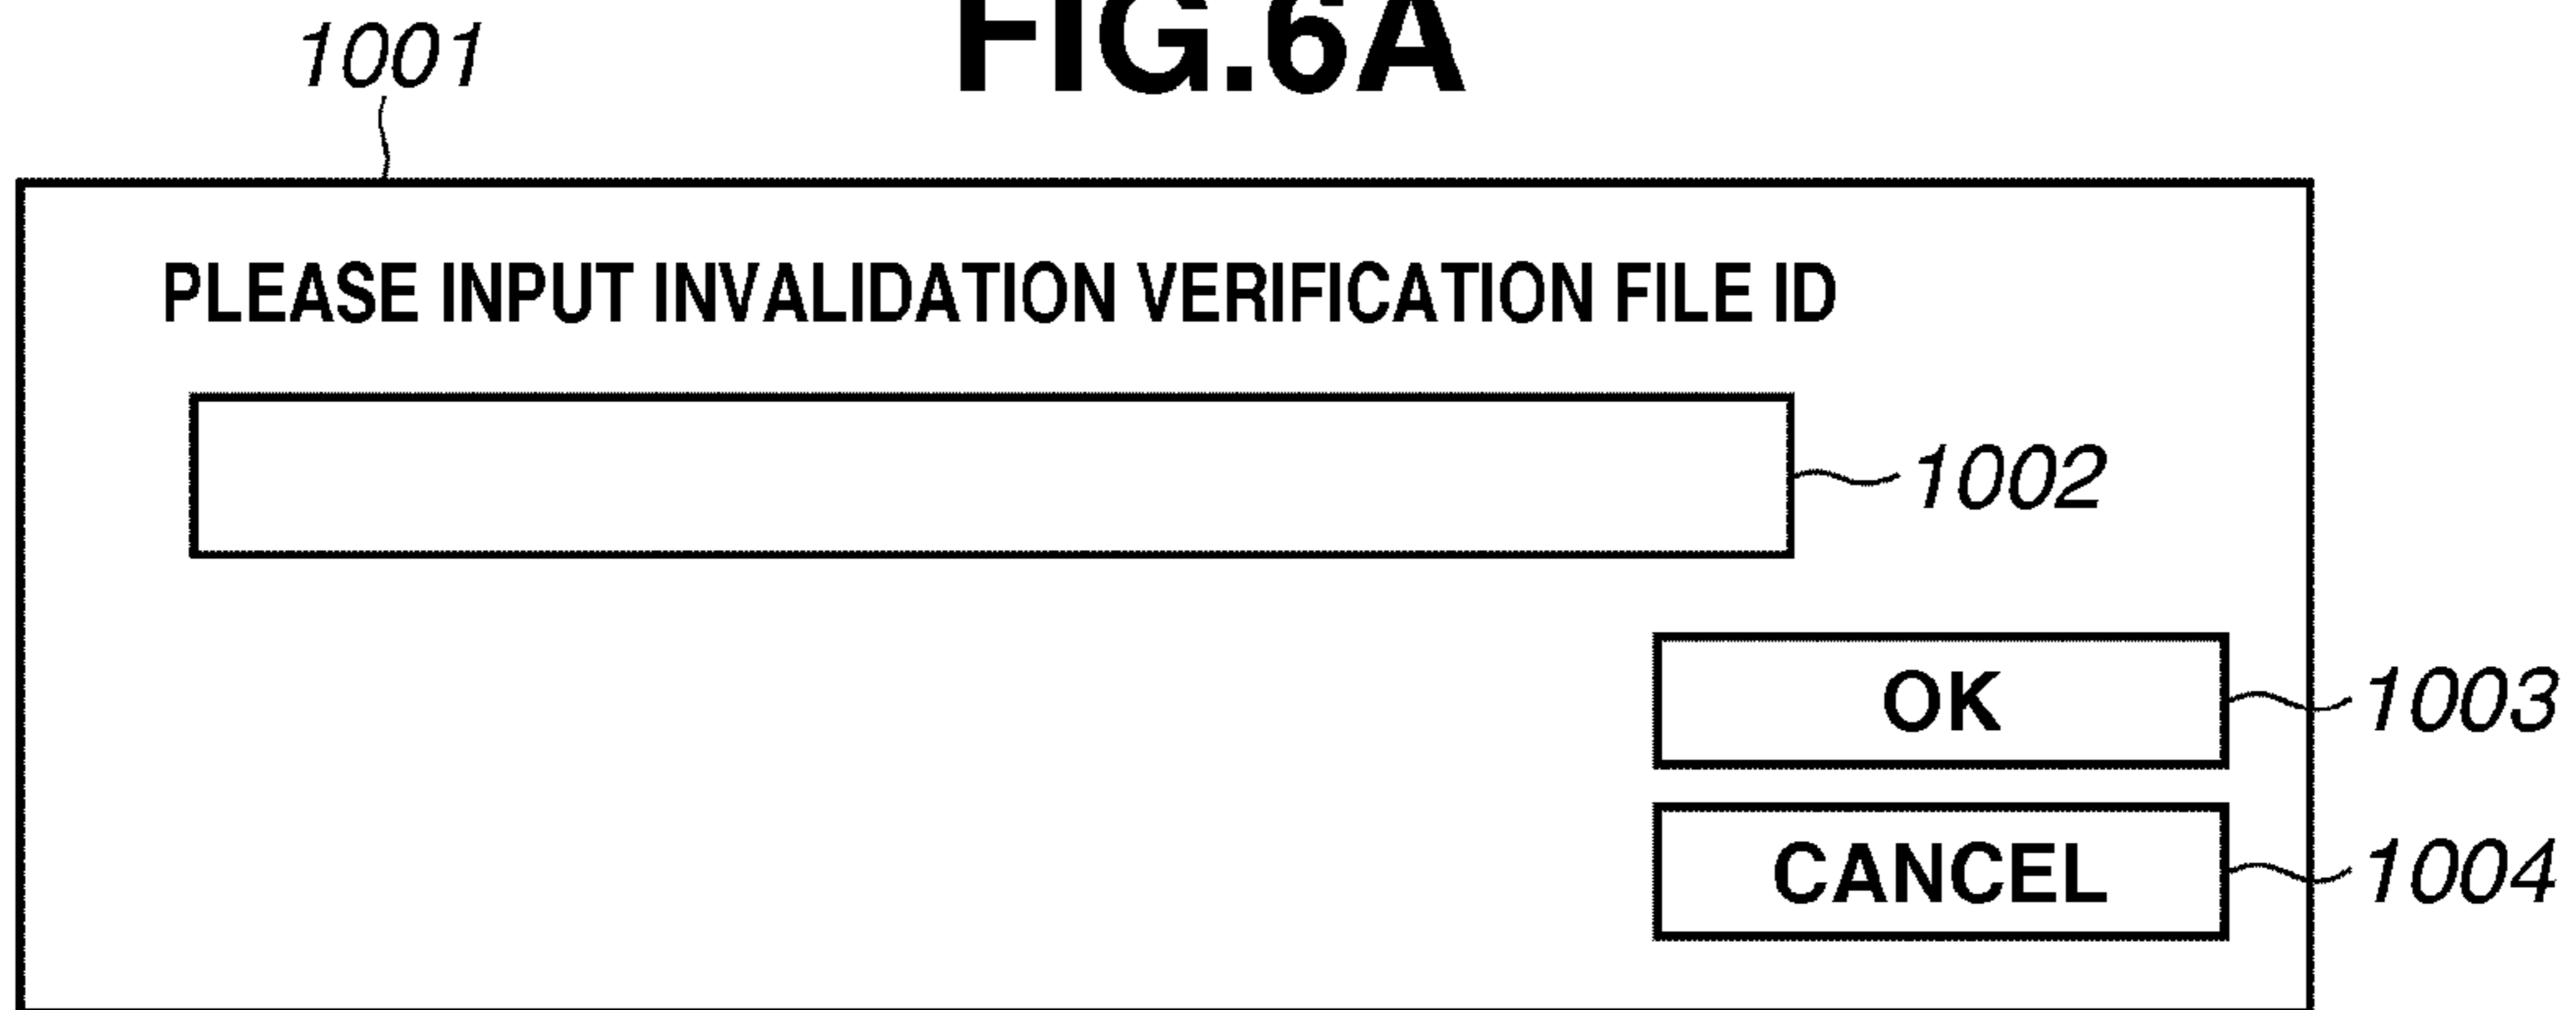 FIG.6A
1001
PLEASE INPUT INVALIDATION VERIFICATION FILE ID
1002
OK
1003
CANCEL
1004